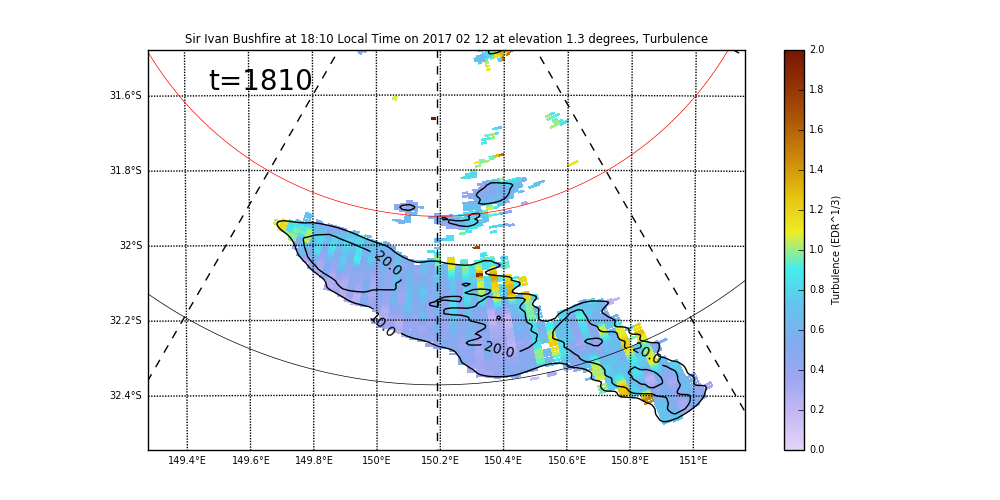 Sir Ivan Bushfire at 18:10 Local Time on 2017 02 12 at elevation 1.3 degrees, Turbulence
t=1810
31.6°S
31.8°S
32°S
32.2°S
32.4°S
149.4°E 149.6°E 149.8°E 150°E 150.2°E 150.4°E 150.6°E 150.8°E 151°E
20.0
20.0
20.0
2.0
1.8
1.6
1.4
1.2
1.0
0.8
0.6
0.4
0.2
0.0
Turbulence (EDR^1/3)